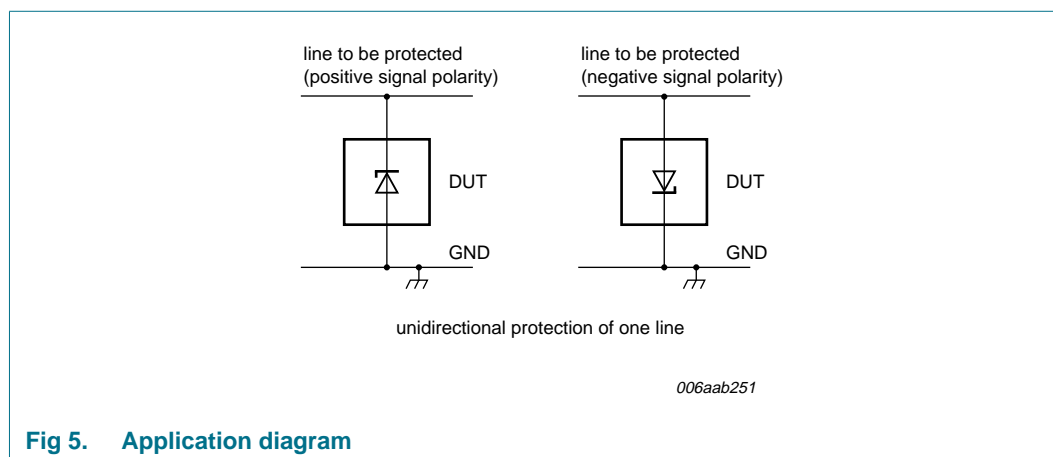 line to be protected
(positive signal polarity)
line to be protected
(negative signal polarity)
DUT
DUT
GND
GND
unidirectional protection of one line
006aab251
Fig 5. Application diagram